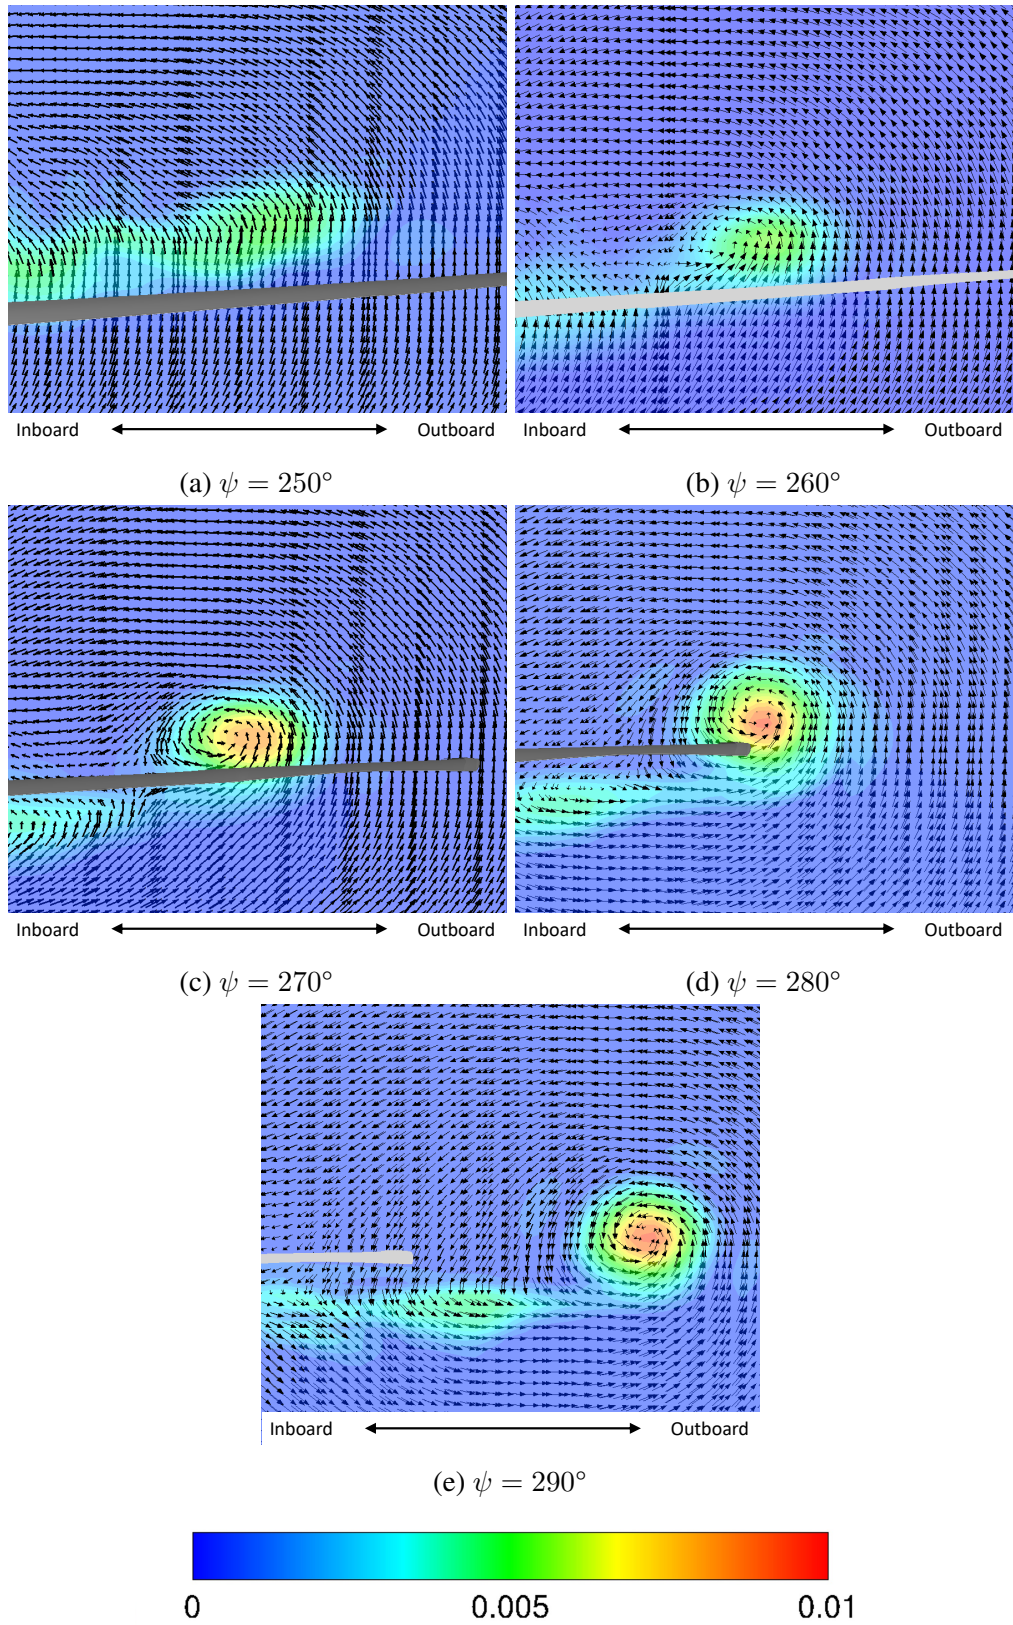 Inboard Outboard Inboard Outboard
(a) ψ = 250° (b) ψ = 260°
Inboard Outboard Inboard Outboard
(c) ψ = 270° (d) ψ = 280°
Inboard Outboard
(e) ψ = 290°
0 0.005 0.01